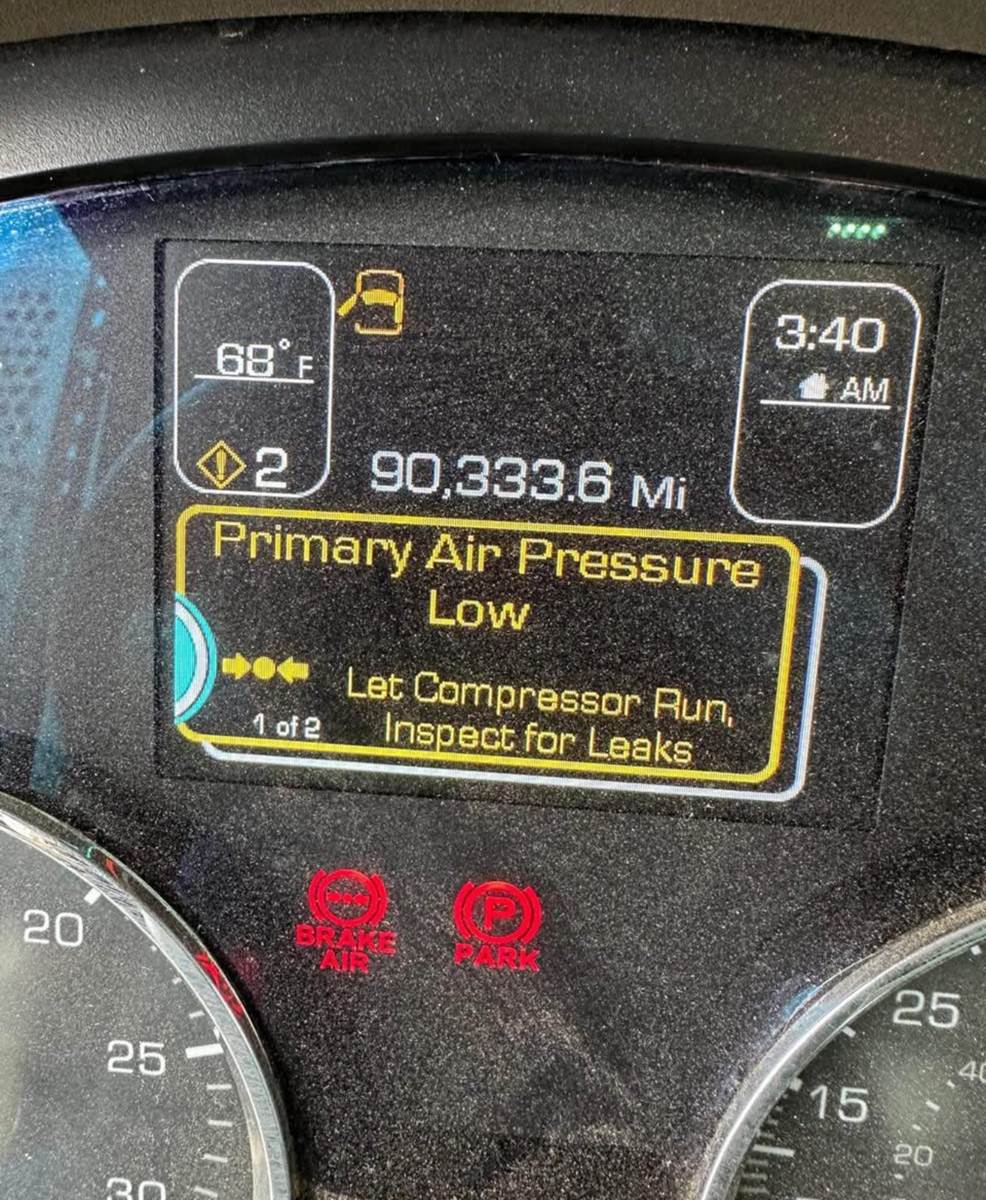 68°F
3:40
AM
2
90,333.6 Mi
Primary Air Pressure
Low
Let Compressor Run,
Inspect for Leaks
1 of 2
BRAKE
AIR
P
PARK
20
25
30
25
15
40
20